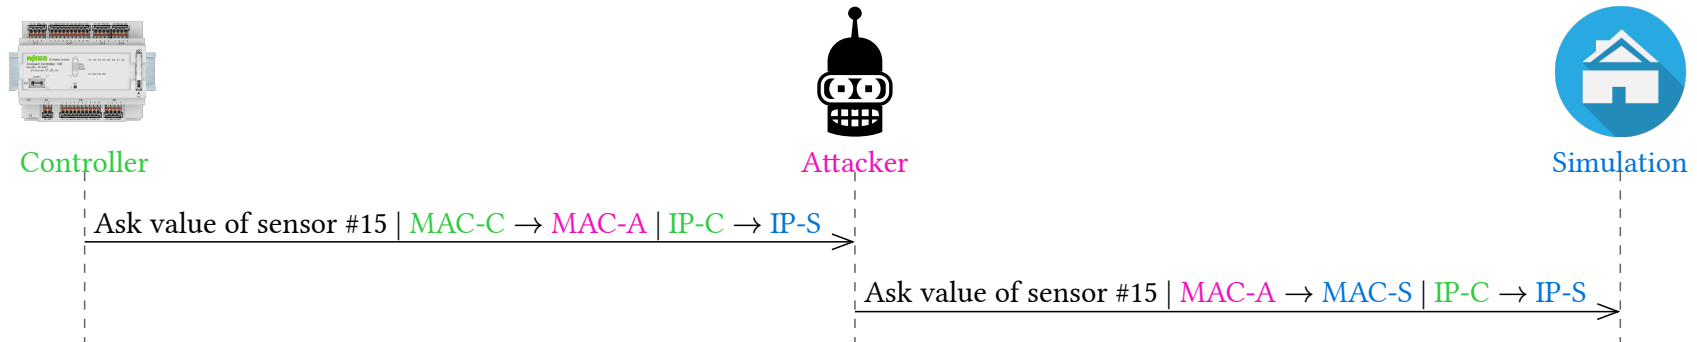 WAGO
Controller
Attacker
Simulation
Ask value of sensor #15 | MAC-C → MAC-A | IP-C → IP-S
Ask value of sensor #15 | MAC-A → MAC-S | IP-C → IP-S